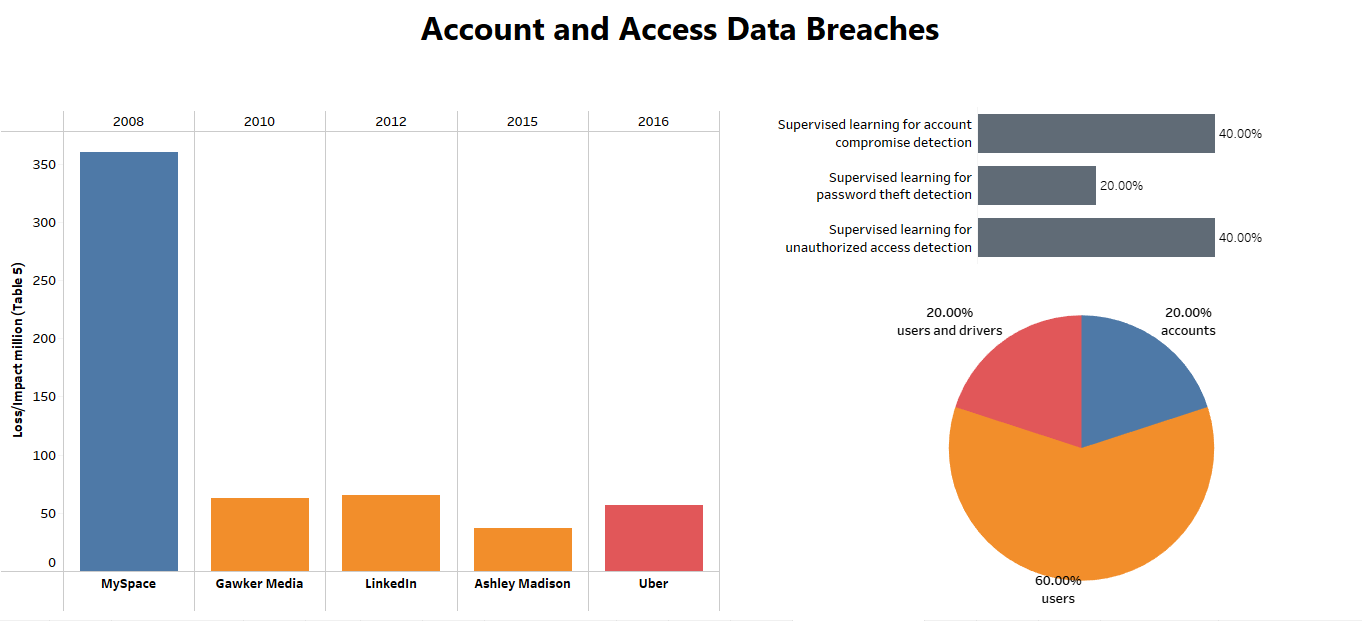 Account and Access Data Breaches
2008
2010
2012
2015
2016
Loss/Impact million (Table 5)
350
300
250
200
150
100
50
0
MySpace
Gawker Media
LinkedIn
Ashley Madison
Uber
Supervised learning for account
compromise detection
40.00%
Supervised learning for
password theft detection
20.00%
Supervised learning for
unauthorized access detection
40.00%
20.00%
users and drivers
20.00%
accounts
60.00%
users